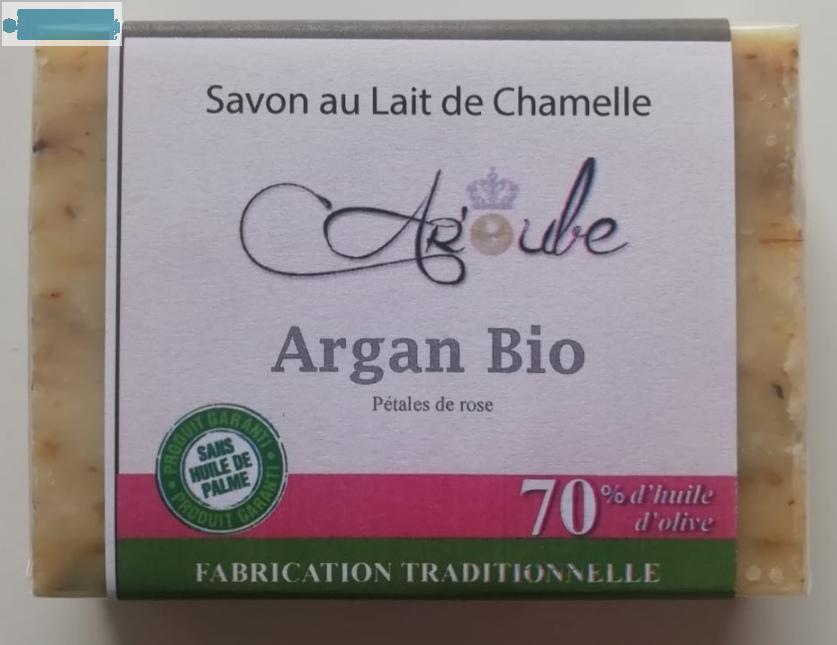 Savon au Lait de Chamelle
Ar'oube
Argan Bio
Pétales de rose
PRODUIT GARANTI
SANS
HUILE DE
PALME
PRODUIT GARANTI
70% d'huile
d'olive
FABRICATION TRADITIONNELLE